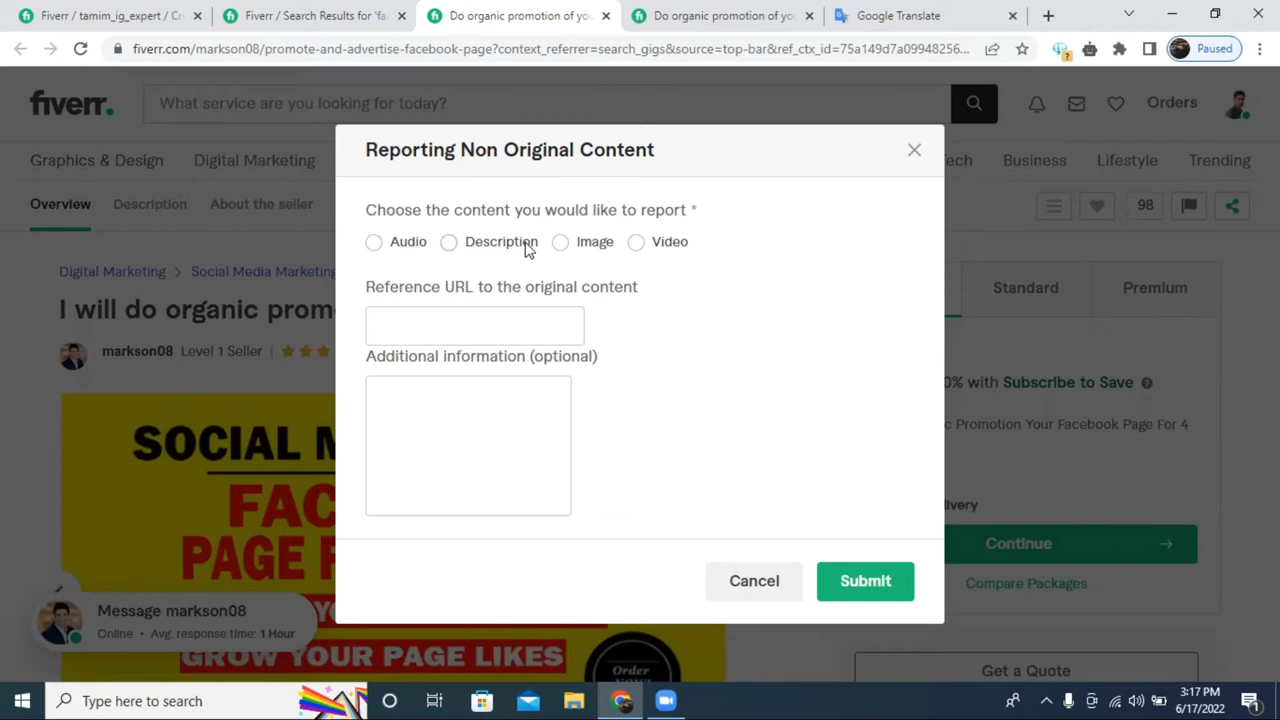 Fiverr / tamim_ig_expert / Cr
Fiverr / Search Results for 'fa
Do organic promotion of yo
Do organic promotion of you
Google Translate
fiverr.com/markson08/promote-and-advertise-facebook-page?context_referrer=search_gigs&source=top-bar&ref_ctx_id=75a149d7a09948256...
Paused
fiverr.
What service are you looking for today?
Orders
Graphics & Design
Digital Marketing
Tech
Business
Lifestyle
Trending
Overview
Description
About the seller
98
Reporting Non Original Content
Choose the content you would like to report *
Audio
Description
Image
Video
Reference URL to the original content
Additional information (optional)
Cancel
Submit
Digital Marketing > Social Media Marketing
I will do organic prom
markson08 Level 1 Seller
Standard
Premium
0% with Subscribe to Save
c Promotion Your Facebook Page For 4
livery
Continue
Compare Packages
Get a Quote
SOCIAL M
FAC
PAGE
GROW YOUR PAGE LIKES
Order
NOW!
Message markson08
Online • Avg. response time: 1 Hour
Type here to search
3:17 PM
6/17/2022
1